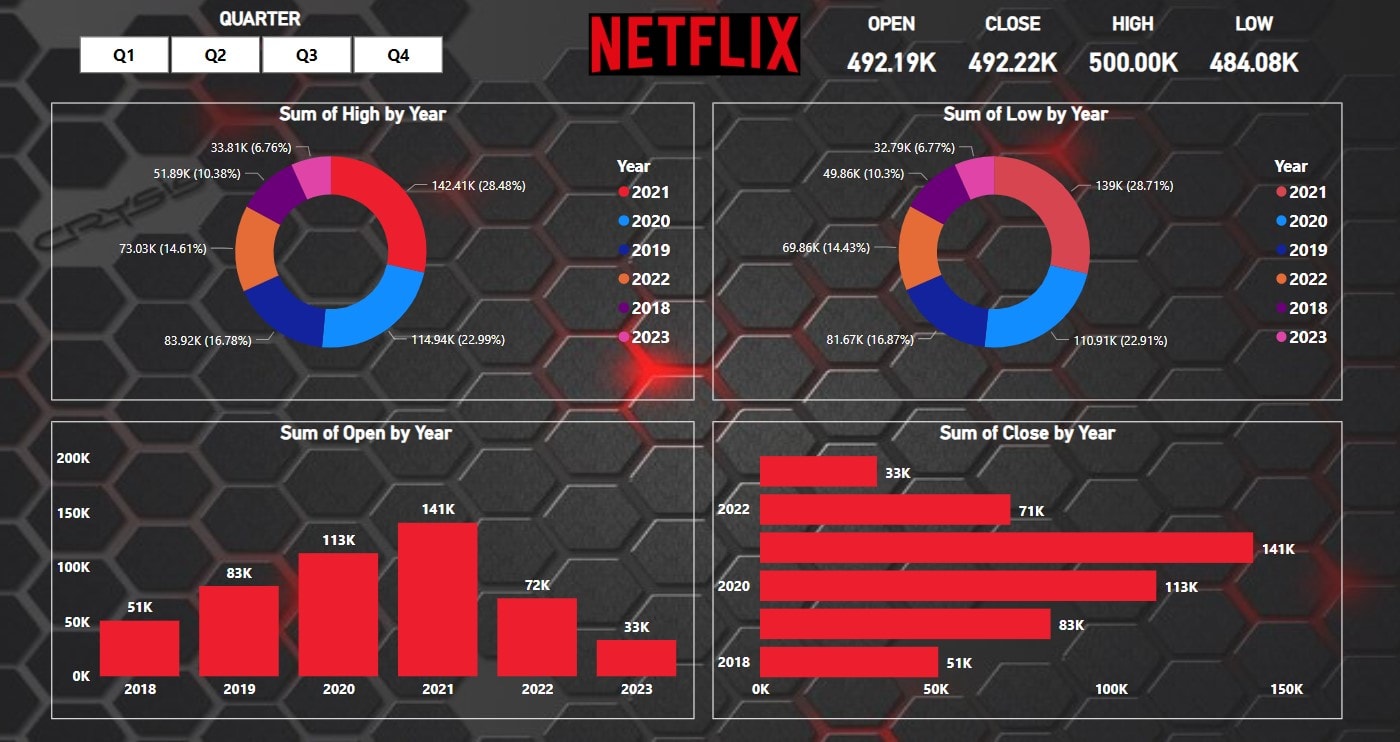 QUARTER
Q1 Q2 Q3 Q4
NETFLIX
OPEN CLOSE HIGH LOW
492.19K 492.22K 500.00K 484.08K
Sum of High by Year
33.81K (6.76%)
51.89K (10.38%)
142.41K (28.48%)
73.03K (14.61%)
83.92K (16.78%)
114.94K (22.99%)
Year
2021
2020
2019
2022
2018
2023
Sum of Low by Year
32.79K (6.77%)
49.86K (10.3%)
139K (28.71%)
69.86K (14.43%)
81.67K (16.87%)
110.91K (22.91%)
Year
2021
2020
2019
2022
2018
2023
CRYSIS
Sum of Open by Year
200K
150K
100K
50K
0K
51K
83K
113K
141K
72K
33K
2018 2019 2020 2021 2022 2023
Sum of Close by Year
33K
2022 71K
141K
2020 113K
83K
2018 51K
0K 50K 100K 150K